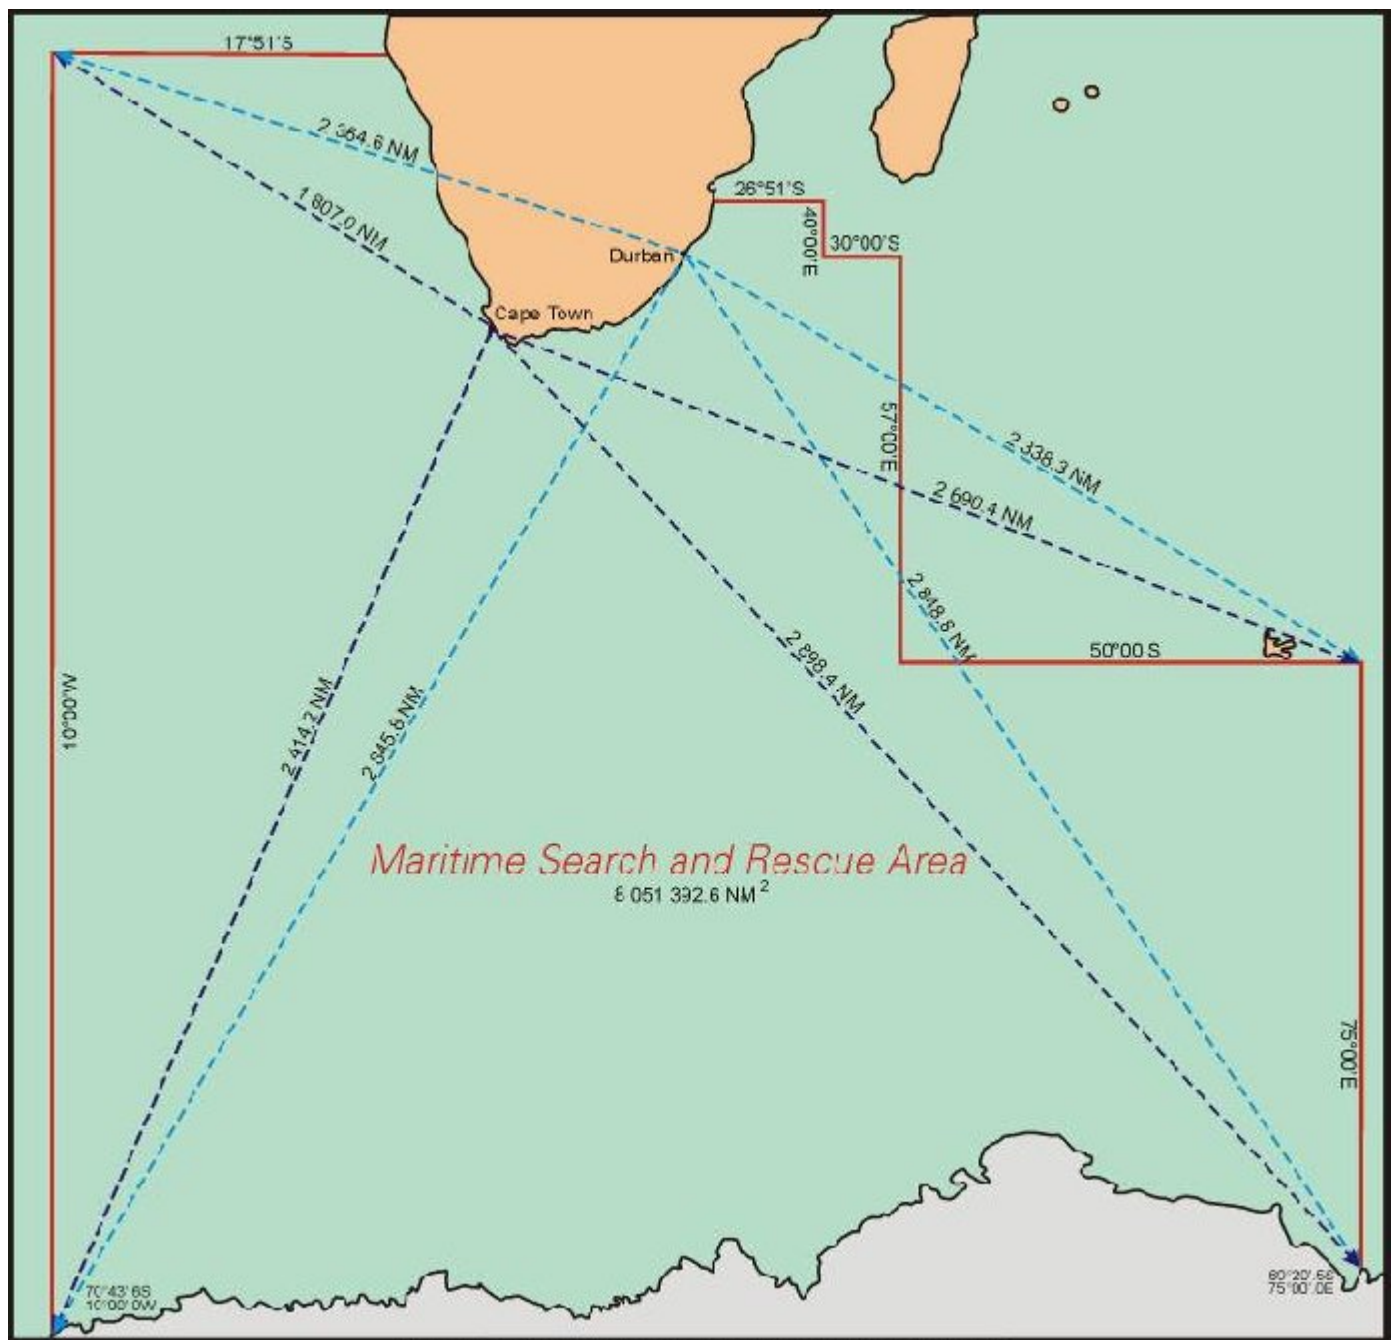 17°51'S
2 364.6 NM
1 807.0 NM
26°51'S
40°00'E
30°00'S
Durban
Cape Town
57°00'E
2 338.3 NM
2 690.4 NM
2 848.8 NM
50°00 S
2 898.4 NM
10°00'W
2 414.2 NM
2 845.8 NM
Maritime Search and Rescue Area
8 051 392.6 NM²
75°00'E
70°43'6S
10°00'0W
75°00'.0E